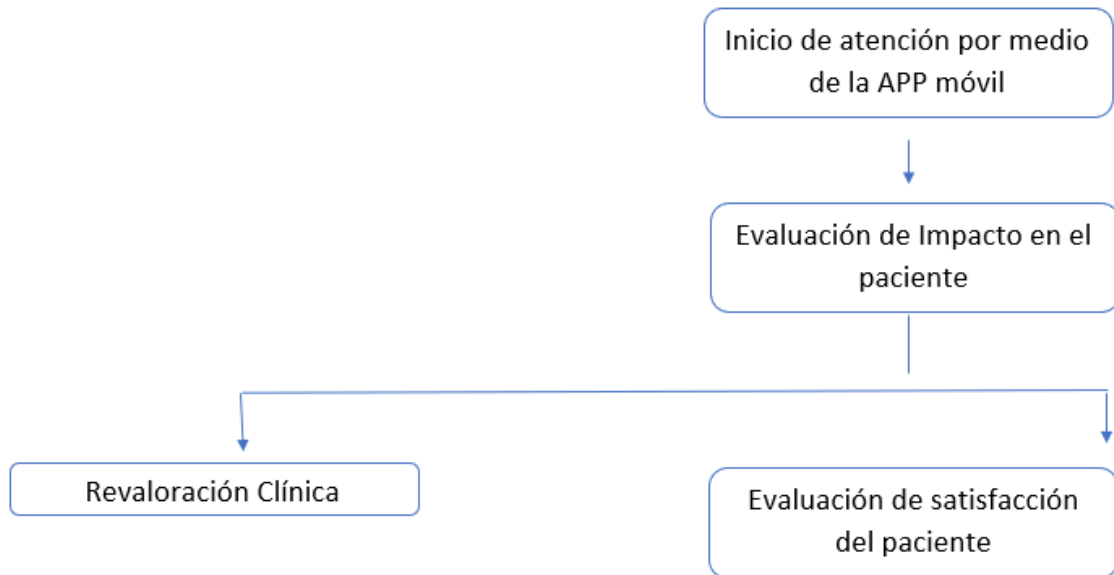 Inicio de atención por medio
de la APP móvil
Evaluación de Impacto en el
paciente
Revaloración Clínica
Evaluación de satisfacción
del paciente